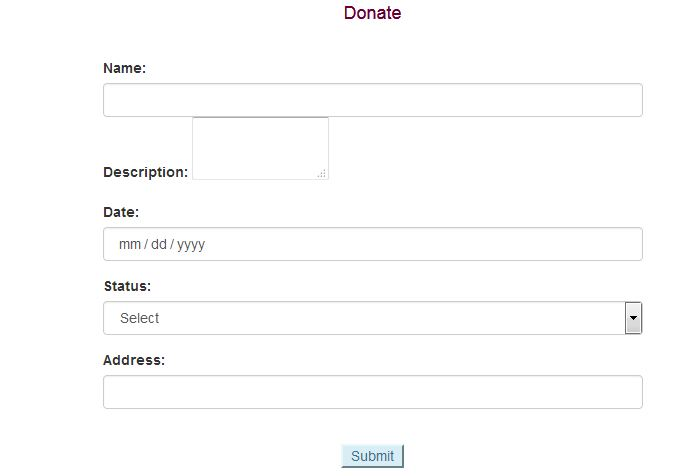 Donate
Name:
Description:
Date:
mm / dd / yyyy
Status:
Select
Address:
Submit